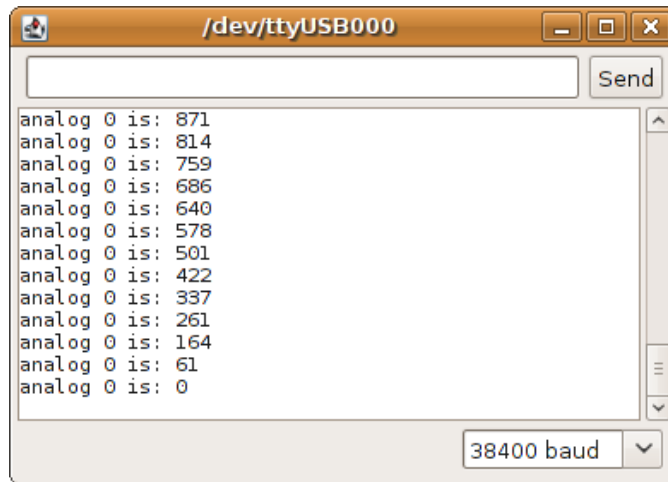 /dev/ttyUSB000
Send
analog 0 is: 871
analog 0 is: 814
analog 0 is: 759
analog 0 is: 686
analog 0 is: 640
analog 0 is: 578
analog 0 is: 501
analog 0 is: 422
analog 0 is: 337
analog 0 is: 261
analog 0 is: 164
analog 0 is: 61
analog 0 is: 0
38400 baud